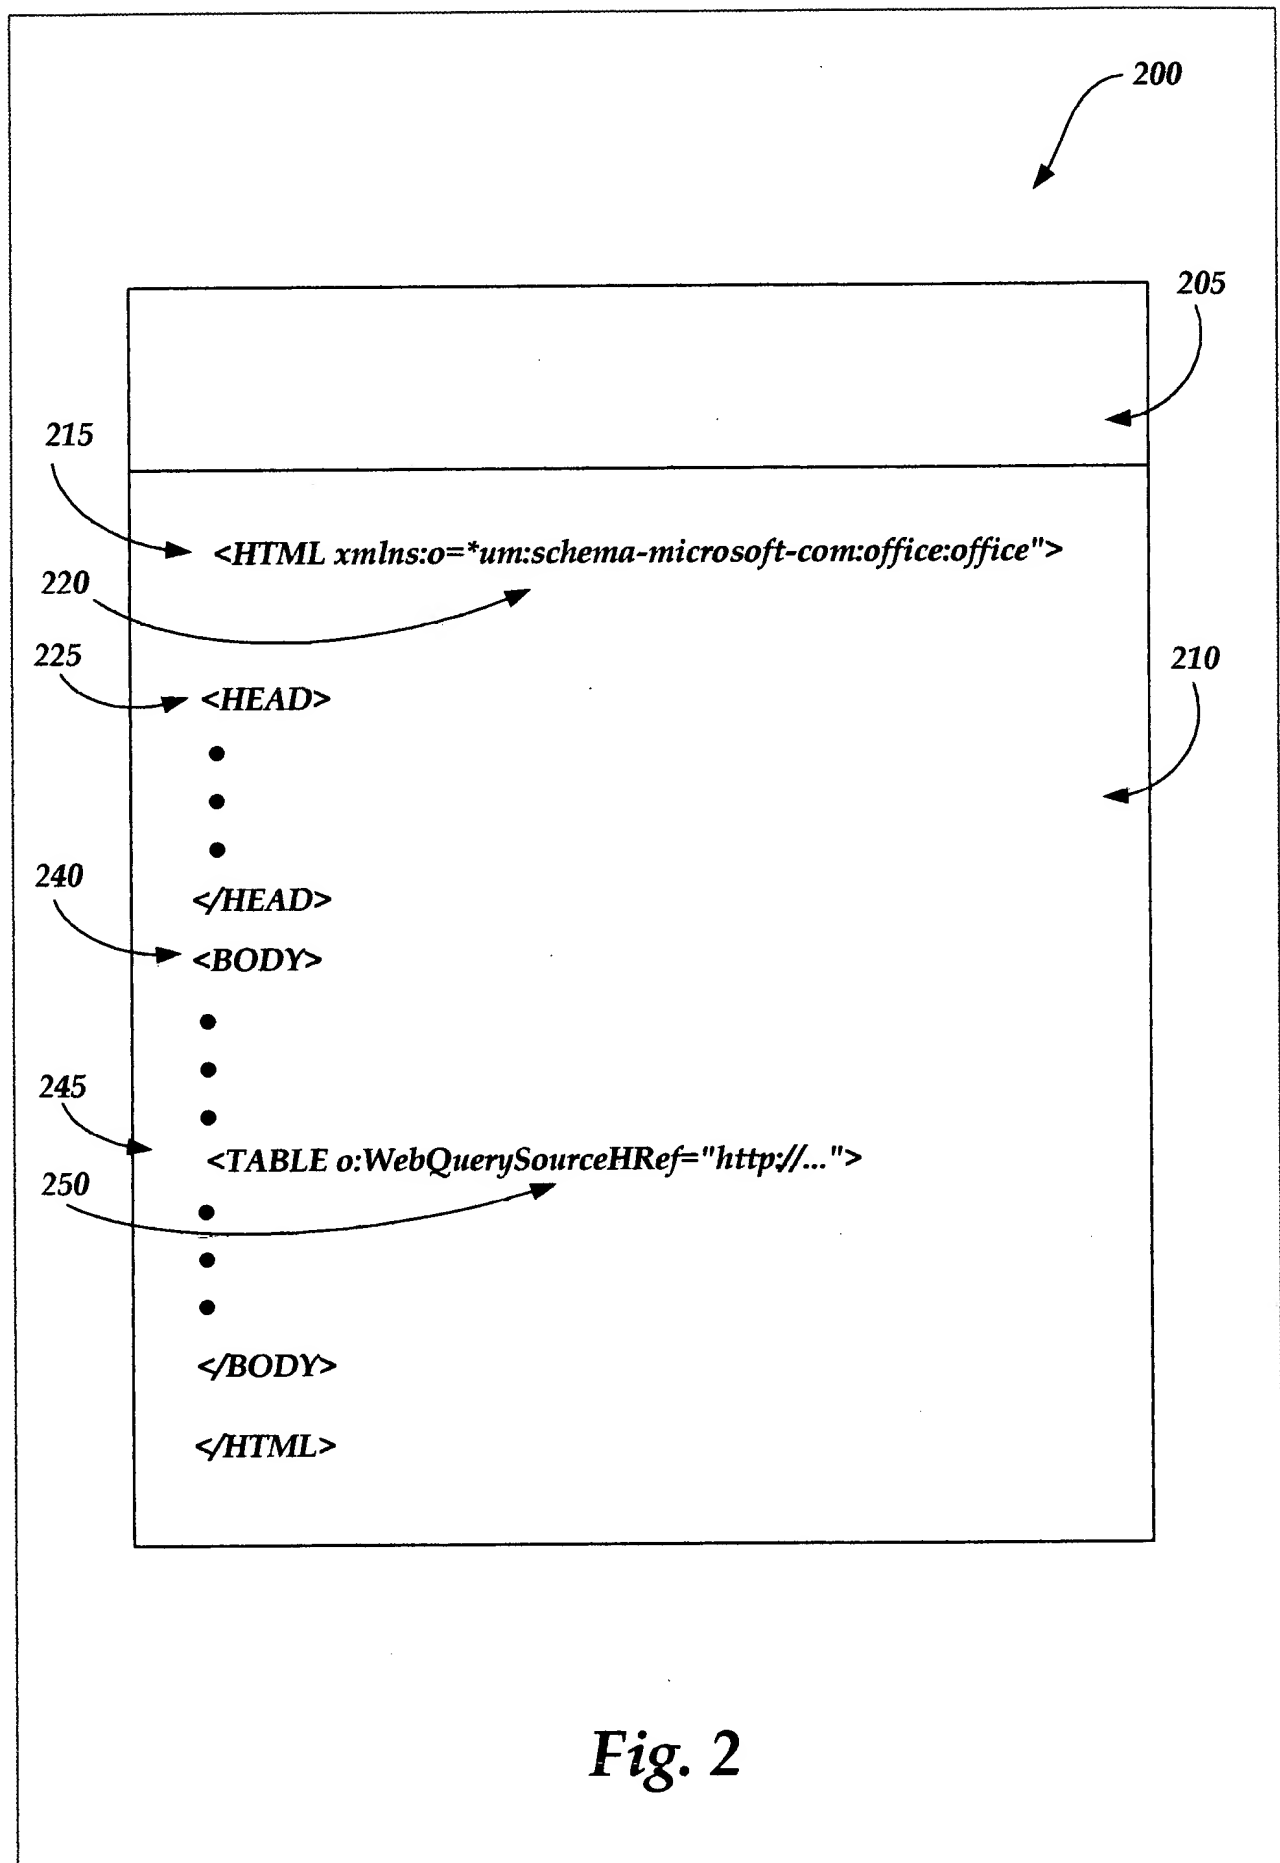 200
205
215
<HTML xmlns:o=*um:schema-microsoft-com:office:office">
220
225
210
<HEAD>
240
</HEAD>
<BODY>
245
<TABLE o:WebQuerySourceHRef="http://...">
250
</BODY>
</HTML>
Fig. 2